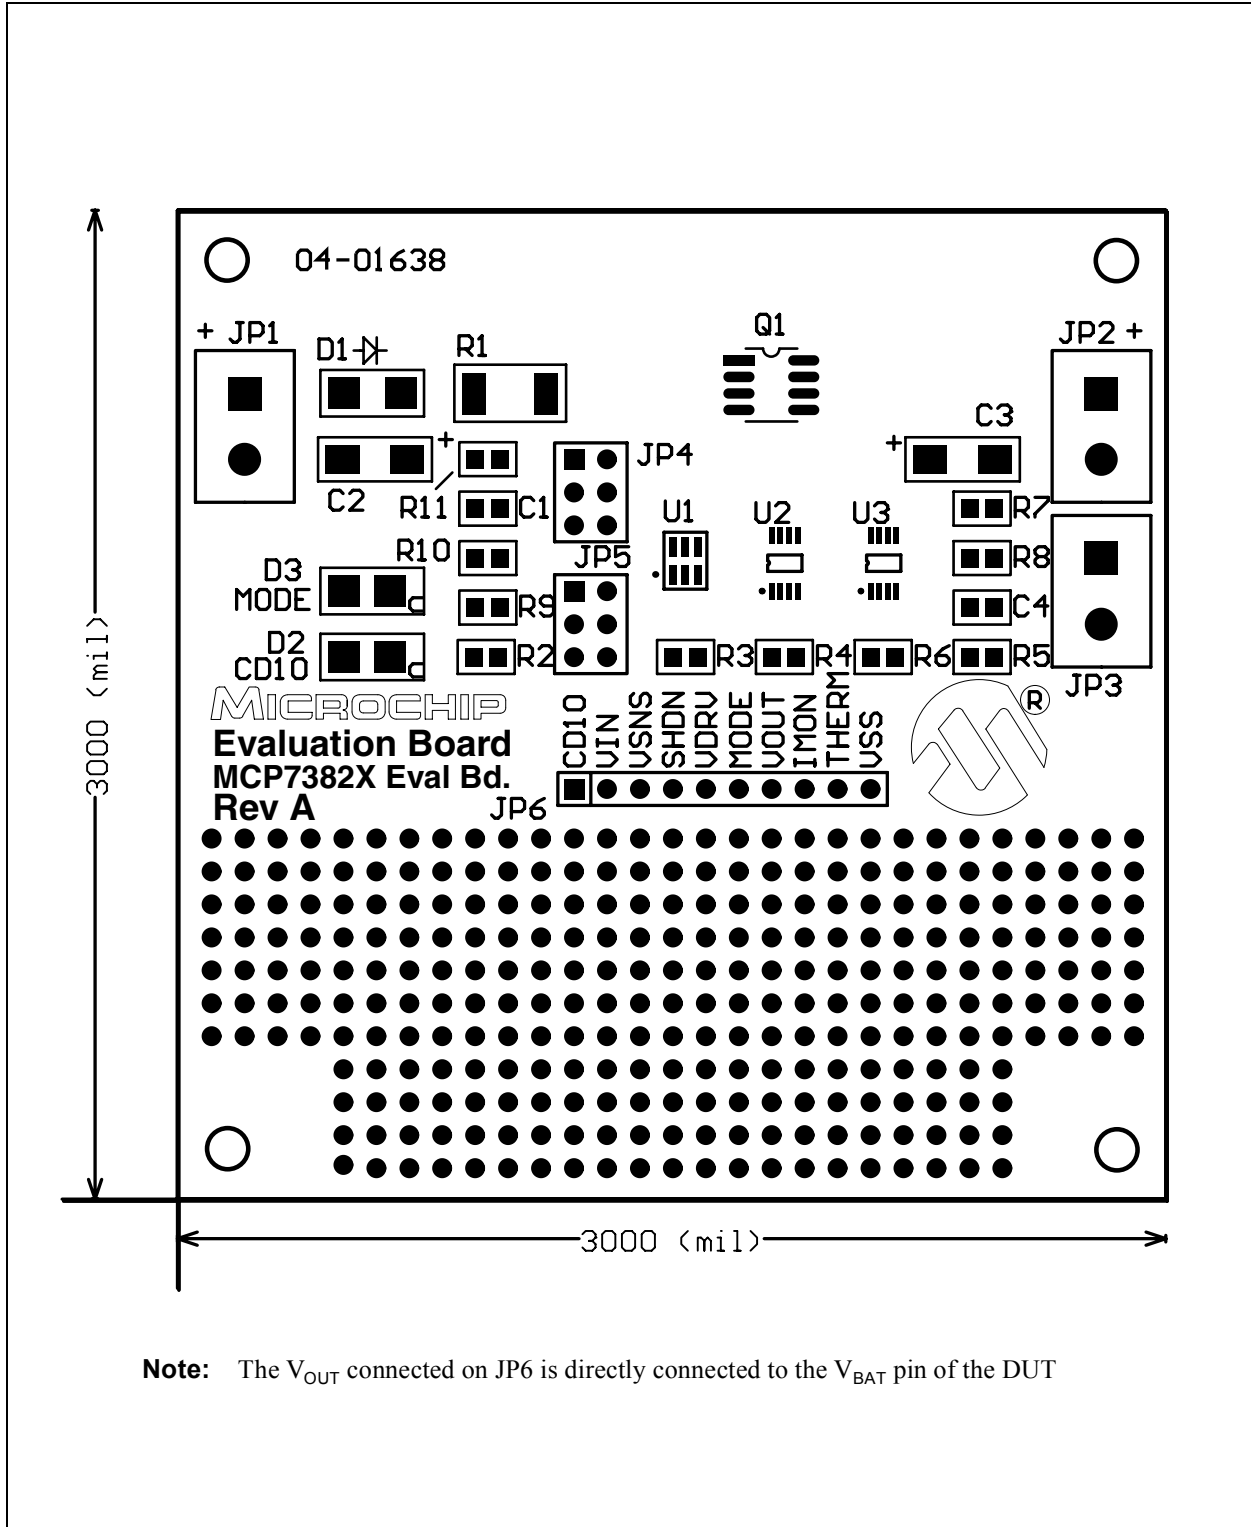 04-01638
+ JP1
D1
R1
Q1
JP2 +
C3
+
+
C2
R11
C1
JP4
R7
U1
U2
U3
R10
JP5
R8
D3
MODE
R9
C4
D2
CD10
R2
R3
R4
R6
R5
JP3
MICROCHIP
®
Evaluation Board
MCP7382X Eval Bd.
Rev A
JP6
CD10
VIN
VSNS
SHDN
VDRV
MODE
VOUT
IMON
THERM
VSS
3000 (mil)
3000 (mil)
Note: The VOUT connected on JP6 is directly connected to the VBAT pin of the DUT